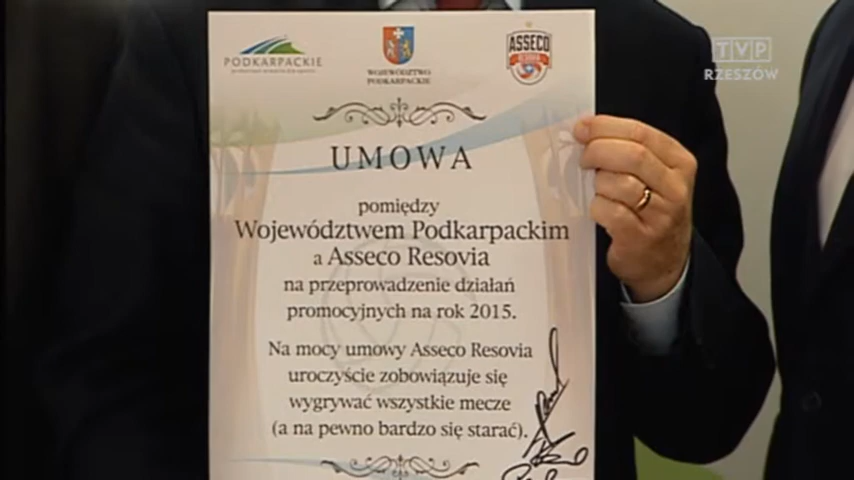 PODKARPACKIE
WOJEWÓDZTWO
PODKARPACKIE
ASSECO
RESOVIA
TVP
RZESZÓW
UMOWA
pomiędzy
Województwem Podkarpackim
a Asseco Resovia
na przeprowadzenie działań
promocyjnych na rok 2015.
Na mocy umowy Asseco Resovia
uroczyście zobowiązuje się
wygrywać wszystkie mecze
(a na pewno bardzo się starać).